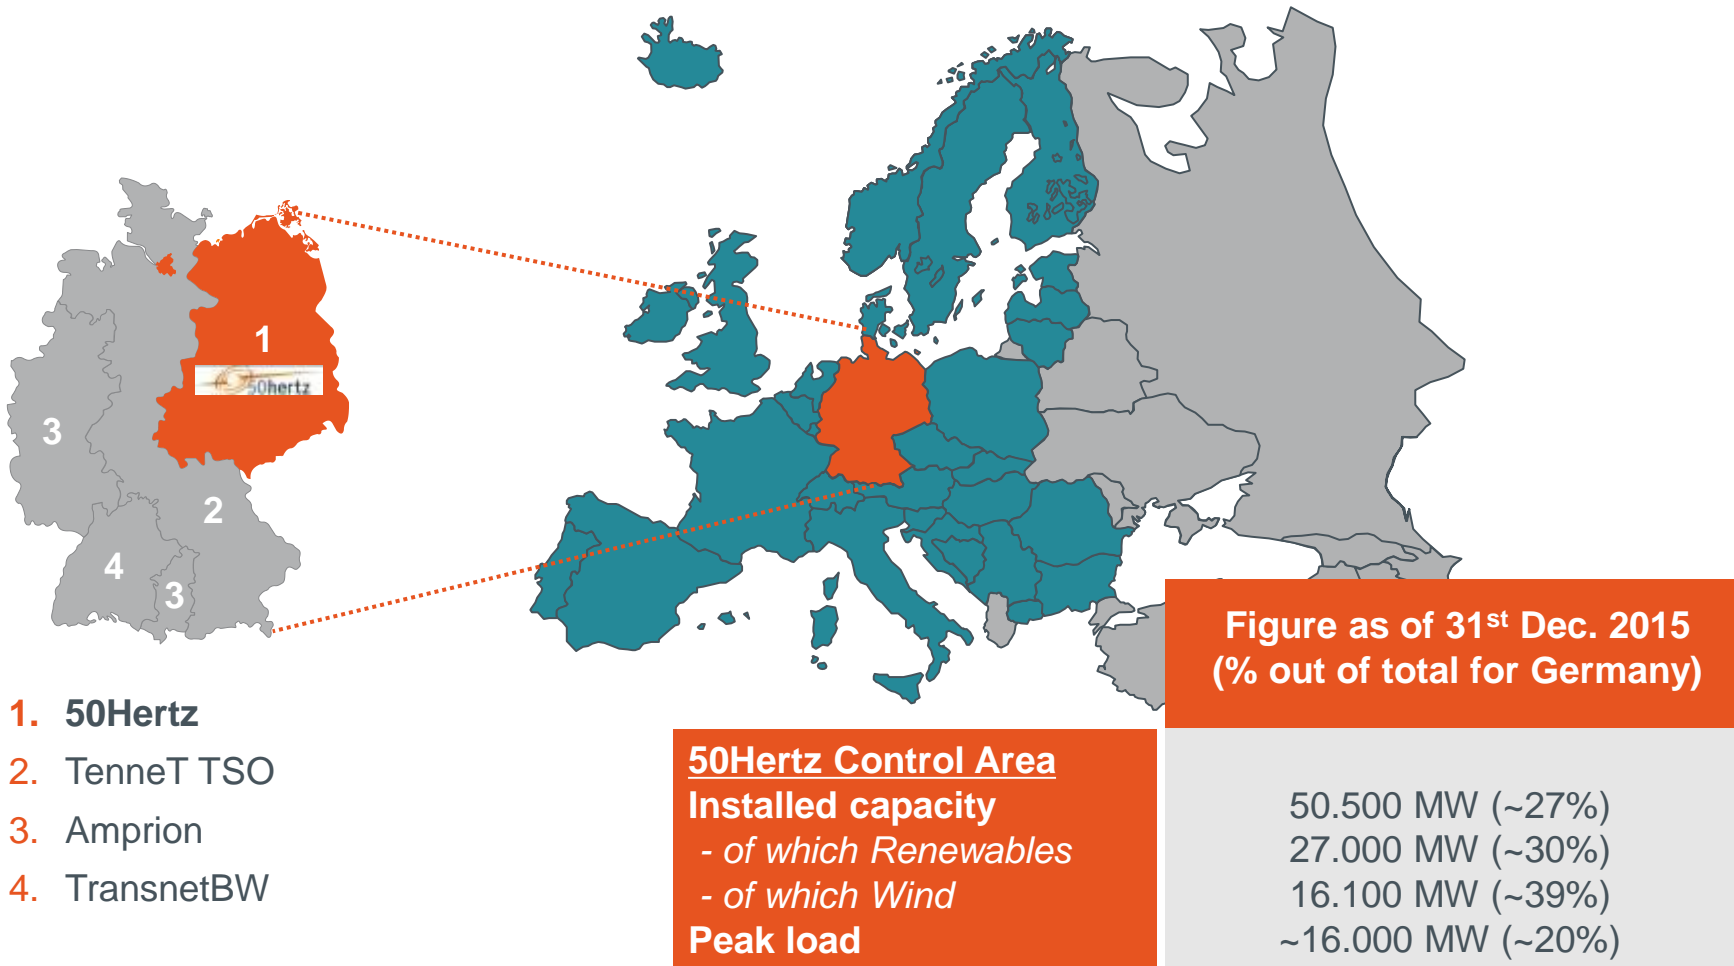 1
50hertz
3
2
4
3
1. 50Hertz
2. TenneT TSO
3. Amprion
4. TransnetBW
Figure as of 31st Dec. 2015
(% out of total for Germany)
50Hertz Control Area
Installed capacity
- of which Renewables
- of which Wind
Peak load
50.500 MW (~27%)
27.000 MW (~30%)
16.100 MW (~39%)
~16.000 MW (~20%)